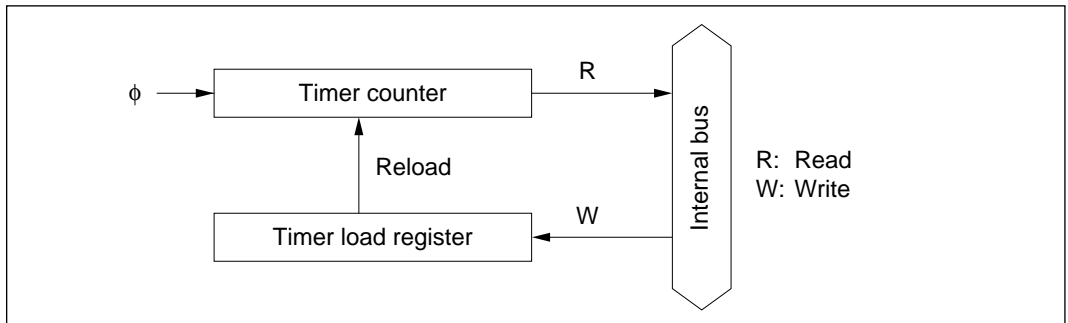 R
ϕ
Timer counter
Reload
Internal bus
R: Read
W: Write
W
Timer load register